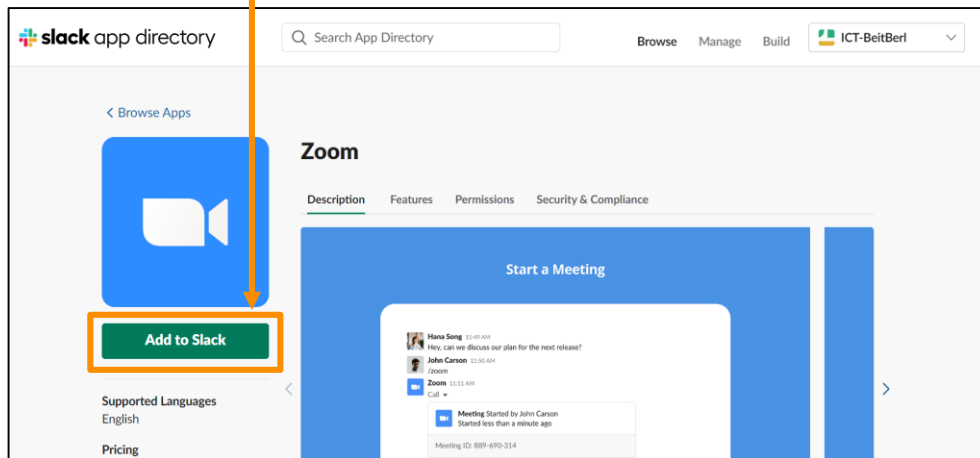 slack app directory
Search App Directory
Browse Manage Build ICT-BeitBerl
Browse Apps
Zoom
Description Features Permissions Security & Compliance
Start a Meeting
Add to Slack
Hana Song 11:49 AM
Hey, can we discuss our plan for the next release?
John Carson 11:50 AM
/zoom
Zoom 11:51 AM
Call
Meeting Started by John Carson
Started less than a minute ago
Meeting ID: 889-690-314
Supported Languages
English
Pricing